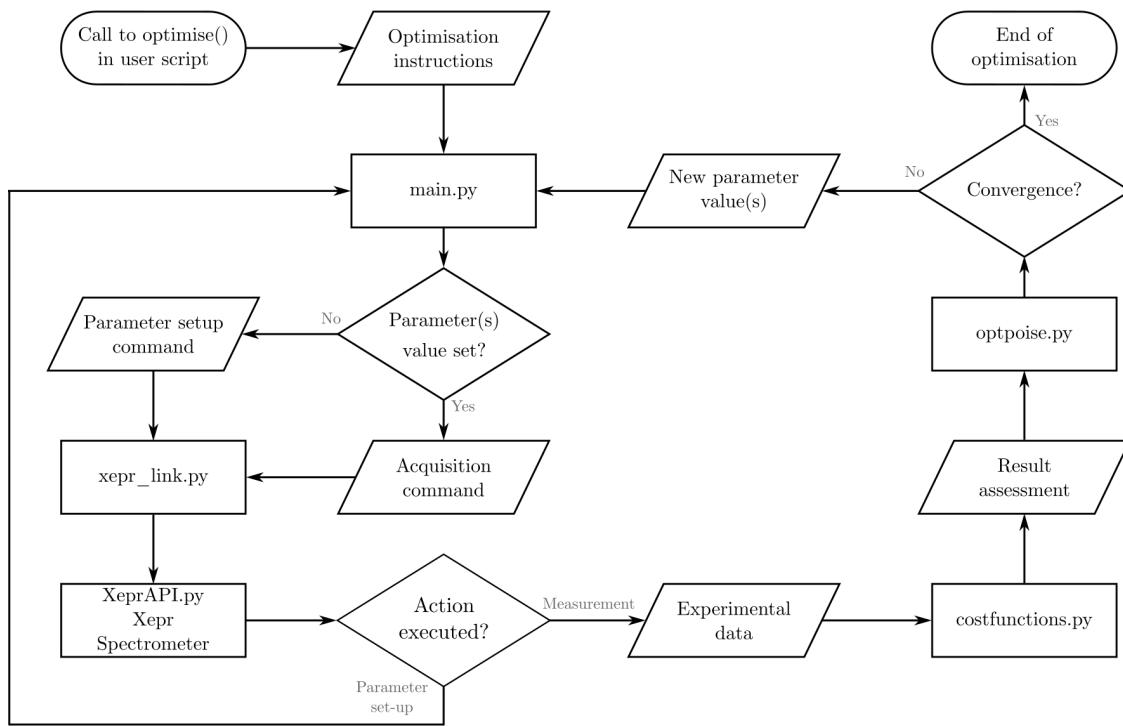 Call to optimise()
in user script
Optimisation
instructions
End of
optimisation
Yes
main.py
New parameter
value(s)
No
Convergence?
Parameter setup
command
No
Parameter(s)
value set?
optpoise.py
Yes
xepr_link.py
Acquisition
command
Result
assessment
XeprAPI.py
Xepr
Spectrometer
Action
executed?
Measurement
Experimental
data
costfunctions.py
Parameter
set-up